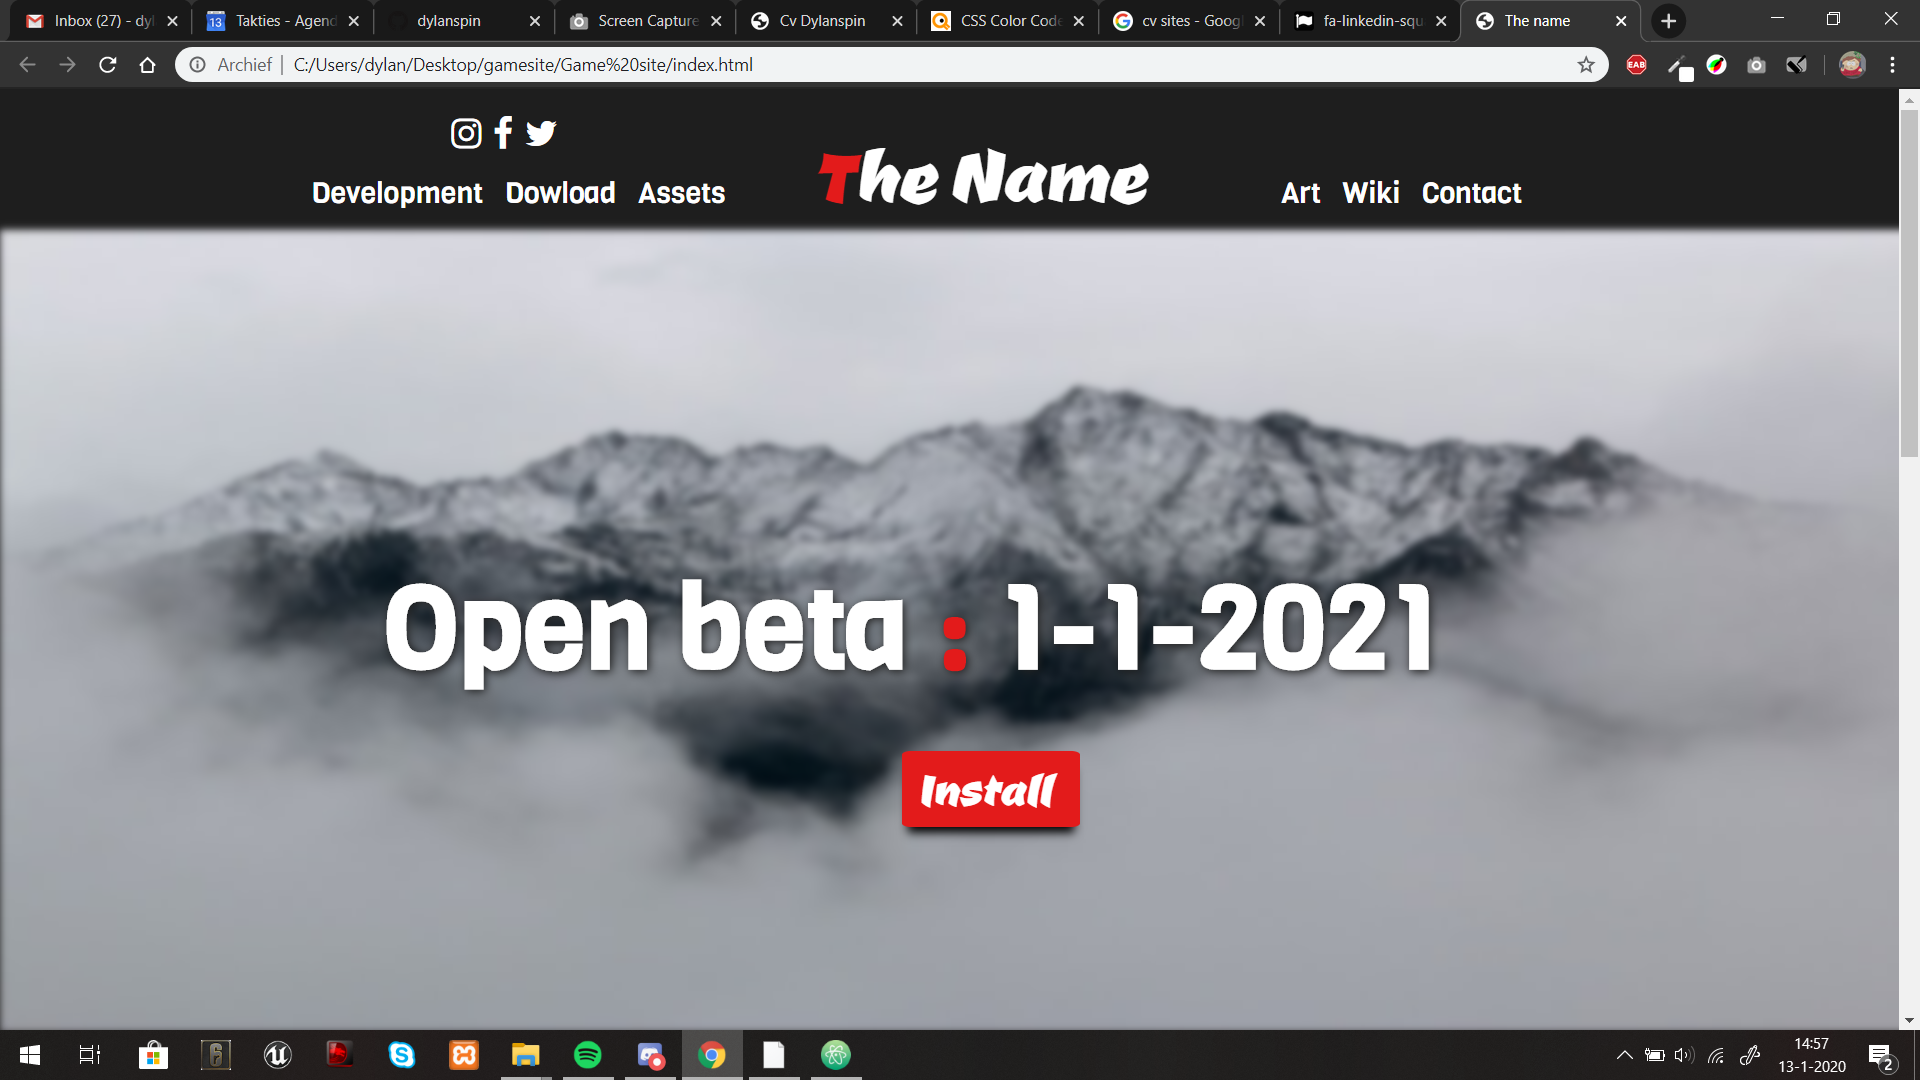 Inbox (27) - dyl
Takties - Agend
dylanspin
Screen Capture
Cv Dylanspin
CSS Color Code
cv sites - Googl
fa-linkedin-squ
The name
Archief
C:/Users/dylan/Desktop/gamesite/Game%20site/index.html
EAB
Development Dowload Assets
The Name
Art Wiki Contact
Open beta : 1-1-2021
Install
14:57
13-1-2020
2